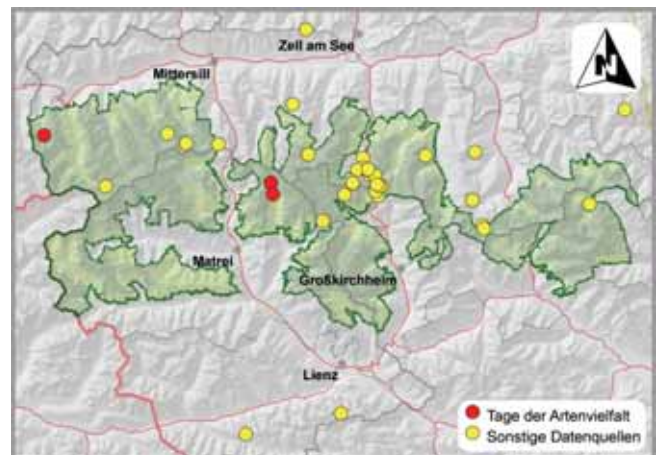 Zell am See
Mittersill
N
Matrei
Großkirchheim
Lienz
Tage der Artenvielfalt
Sonstige Datenquellen